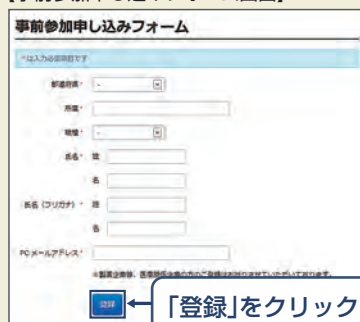 [事前参加申し込みフォーム画面]
事前参加申し込みフォーム
*は入力必須項目です
都道府県*
-
所属*
職種*
-
氏名* 姓
名
氏名（フリガナ）* 姓
名
PCメールアドレス*
登録
「登録」をクリック